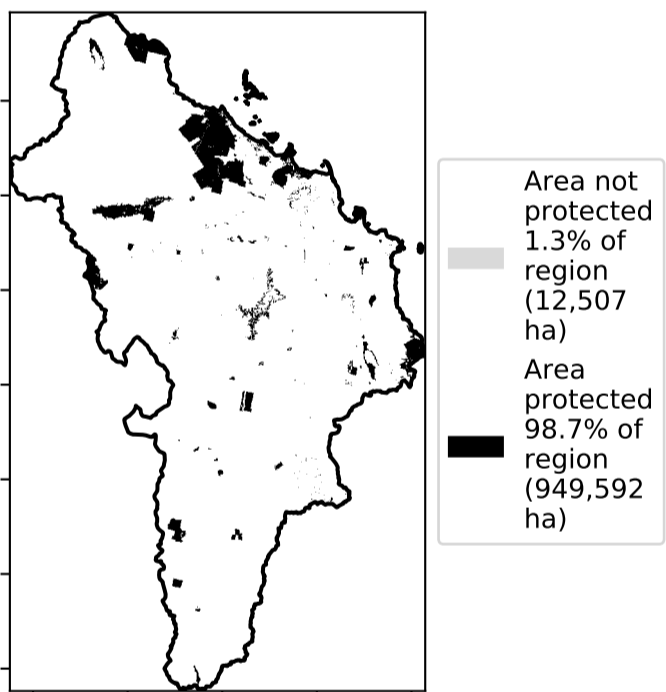 Area not
protected
1.3% of
region
(12,507
ha)
Area
protected
98.7% of
region
(949,592
ha)